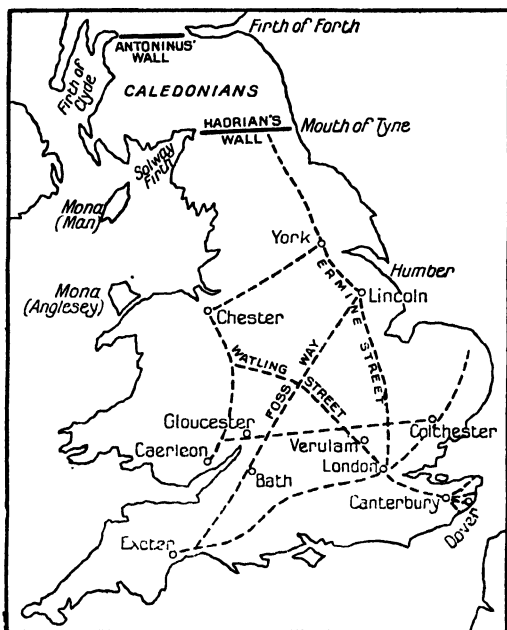 Firth of Forth
ANTONINUS'
WALL
Firth of
Clyde
CALEDONIANS
HADRIAN'S
WALL
Mouth of Tyne
Solway
Firth
Mona
(Man)
York
Humber
ERMINE STREET
Lincoln
Mona
(Anglesey)
Chester
WATLING
STREET
FOSS WAY
Gloucester
Colchester
Caerleon
Verulam
London
Bath
Canterbury
Dover
Exeter